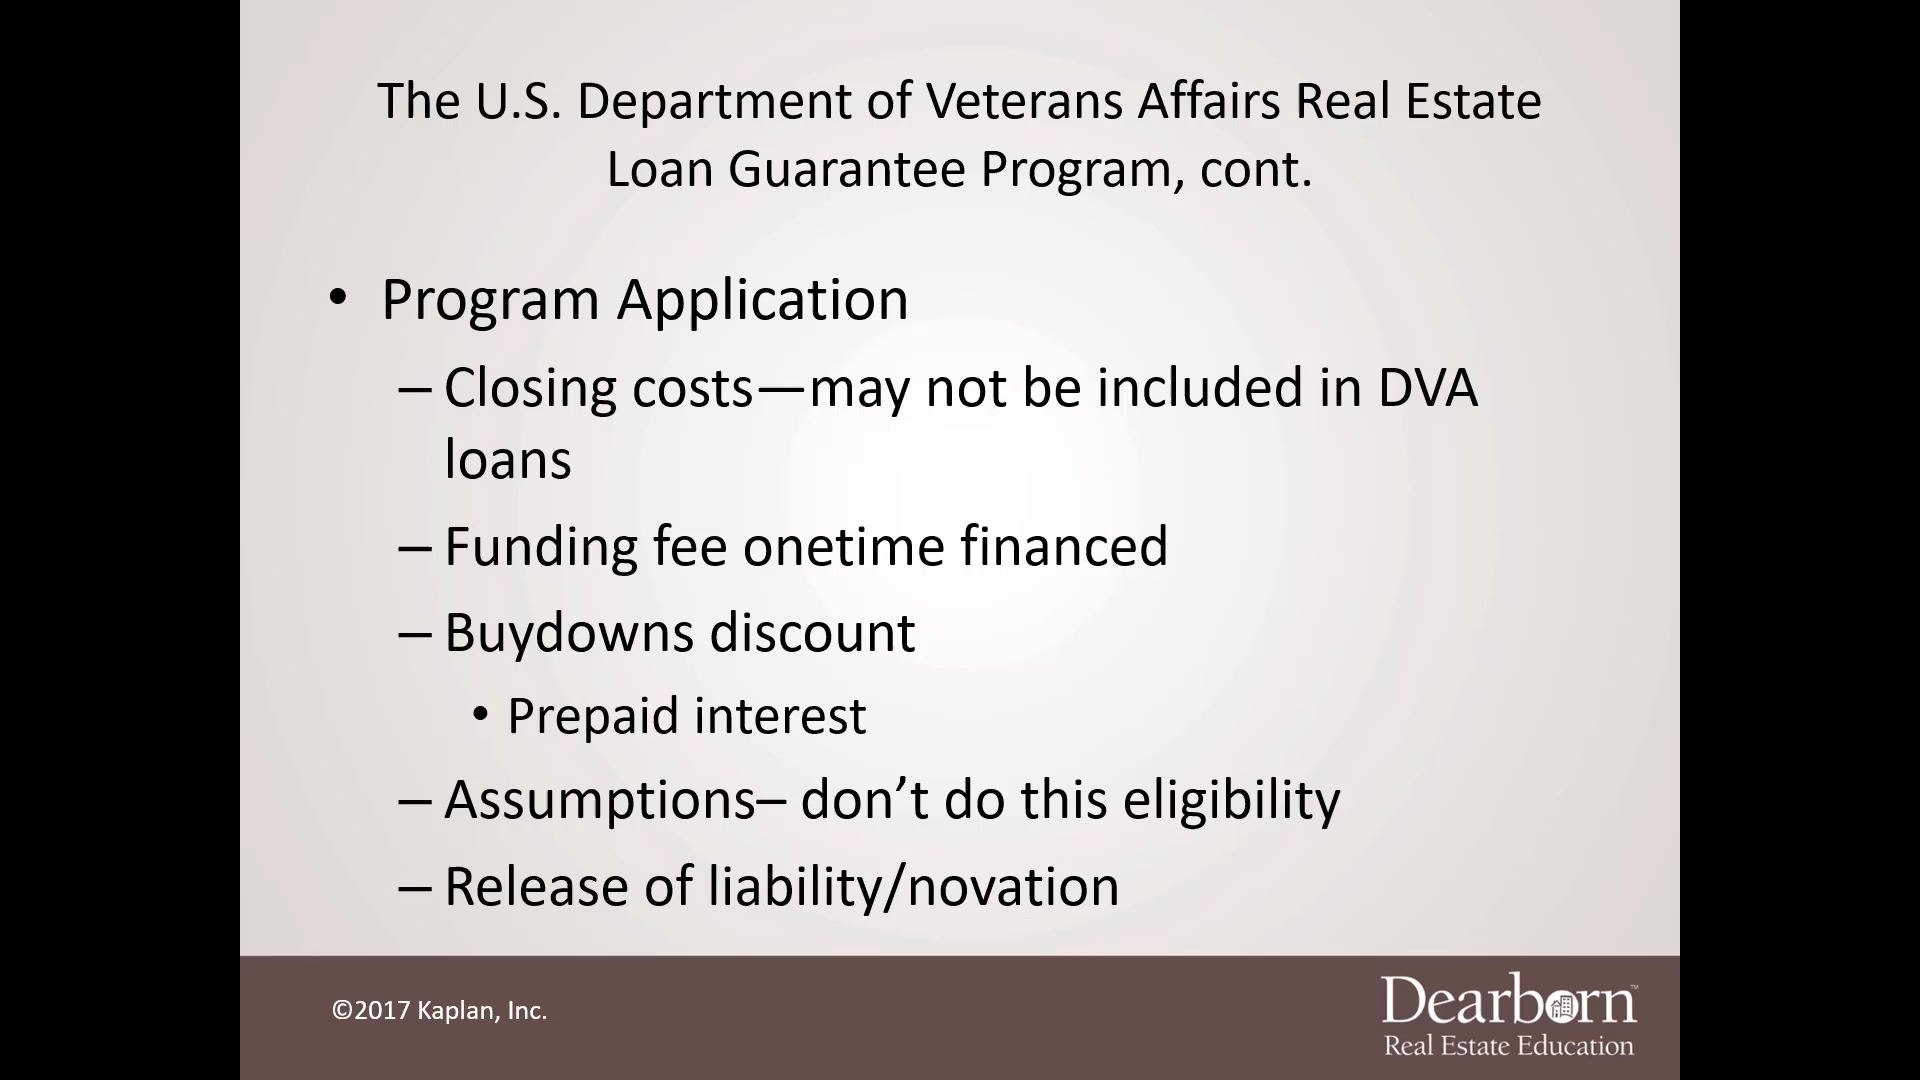 The U.S. Department of Veterans Affairs Real Estate
Loan Guarantee Program, cont.
• Program Application
– Closing costs—may not be included in DVA
loans
– Funding fee onetime financed
– Buydowns discount
• Prepaid interest
– Assumptions– don’t do this eligibility
– Release of liability/novation
©2017 Kaplan, Inc.
Dearborn™
Real Estate Education